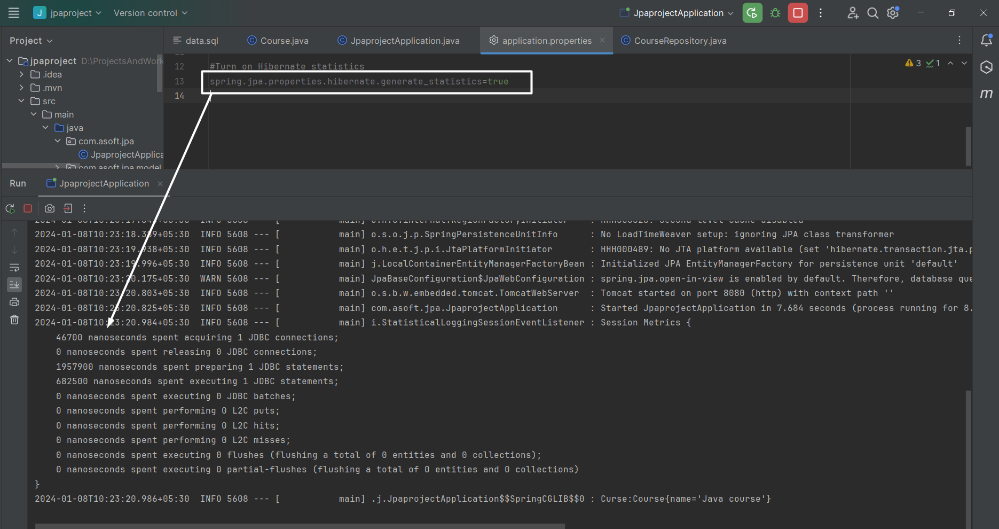 J jpaproject Version control JpaprojectApplication
Project data.sql Course.java JpaprojectApplication.java application.properties CourseRepository.java
jpaproject D:\ProjectsAndWork
.idea
.mvn
src
main
java
com.asoft.jpa
JpaprojectApplica
com.asoft.jpa.model
12 #Turn on Hibernate statistics
13 spring.jpa.properties.hibernate.generate_statistics=true
14
3 1
m
Run JpaprojectApplication
2024-01-08T10:23:18.389+05:30 INFO 5608 --- [ main] o.s.o.j.p.SpringPersistenceUnitInfo : No LoadTimeWeaver setup: ignoring JPA class transformer
2024-01-08T10:23:19.938+05:30 INFO 5608 --- [ main] o.h.e.t.j.p.i.JtaPlatformInitiator : HHH000489: No JTA platform available (set 'hibernate.transaction.jta.p
2024-01-08T10:23:19.996+05:30 INFO 5608 --- [ main] j.LocalContainerEntityManagerFactoryBean : Initialized JPA EntityManagerFactory for persistence unit 'default'
2024-01-08T10:23:20.175+05:30 WARN 5608 --- [ main] JpaBaseConfiguration$JpaWebConfiguration : spring.jpa.open-in-view is enabled by default. Therefore, database que
2024-01-08T10:23:20.803+05:30 INFO 5608 --- [ main] o.s.b.w.embedded.tomcat.TomcatWebServer : Tomcat started on port 8080 (http) with context path ''
2024-01-08T10:23:20.825+05:30 INFO 5608 --- [ main] com.asoft.jpa.JpaprojectApplication : Started JpaprojectApplication in 7.684 seconds (process running for 8.
2024-01-08T10:23:20.984+05:30 INFO 5608 --- [ main] i.StatisticalLoggingSessionEventListener : Session Metrics {
46700 nanoseconds spent acquiring 1 JDBC connections;
0 nanoseconds spent releasing 0 JDBC connections;
1957900 nanoseconds spent preparing 1 JDBC statements;
682500 nanoseconds spent executing 1 JDBC statements;
0 nanoseconds spent executing 0 JDBC batches;
0 nanoseconds spent performing 0 L2C puts;
0 nanoseconds spent performing 0 L2C hits;
0 nanoseconds spent performing 0 L2C misses;
0 nanoseconds spent executing 0 flushes (flushing a total of 0 entities and 0 collections);
0 nanoseconds spent executing 0 partial-flushes (flushing a total of 0 entities and 0 collections)
}
2024-01-08T10:23:20.986+05:30 INFO 5608 --- [ main] .j.JpaprojectApplication$$SpringCGLIB$$0 : Curse:Course{name='Java course'}